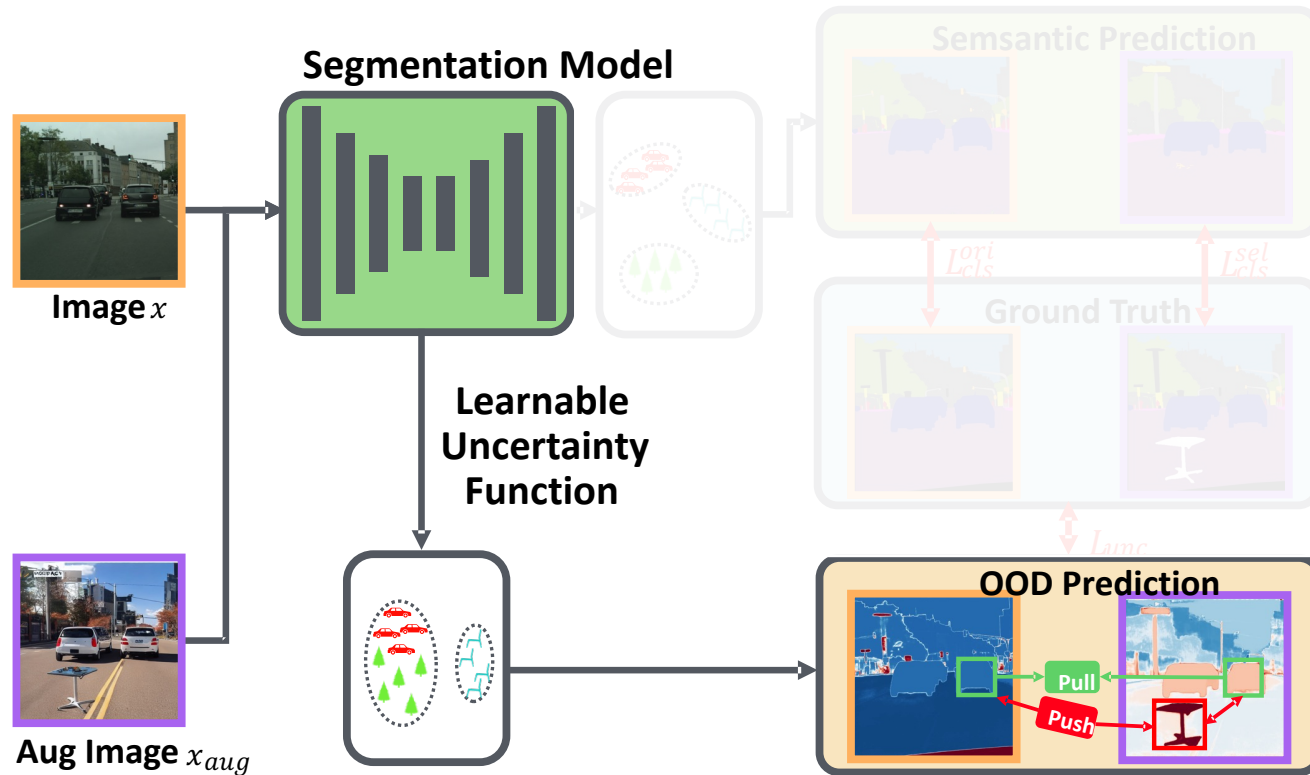 Semsantic Prediction
Segmentation Model
Image x
L_cls^ori
L_cls^sel
Ground Truth
Learnable
Uncertainty
Function
OOD Prediction
Pull
Push
Aug Image x_aug